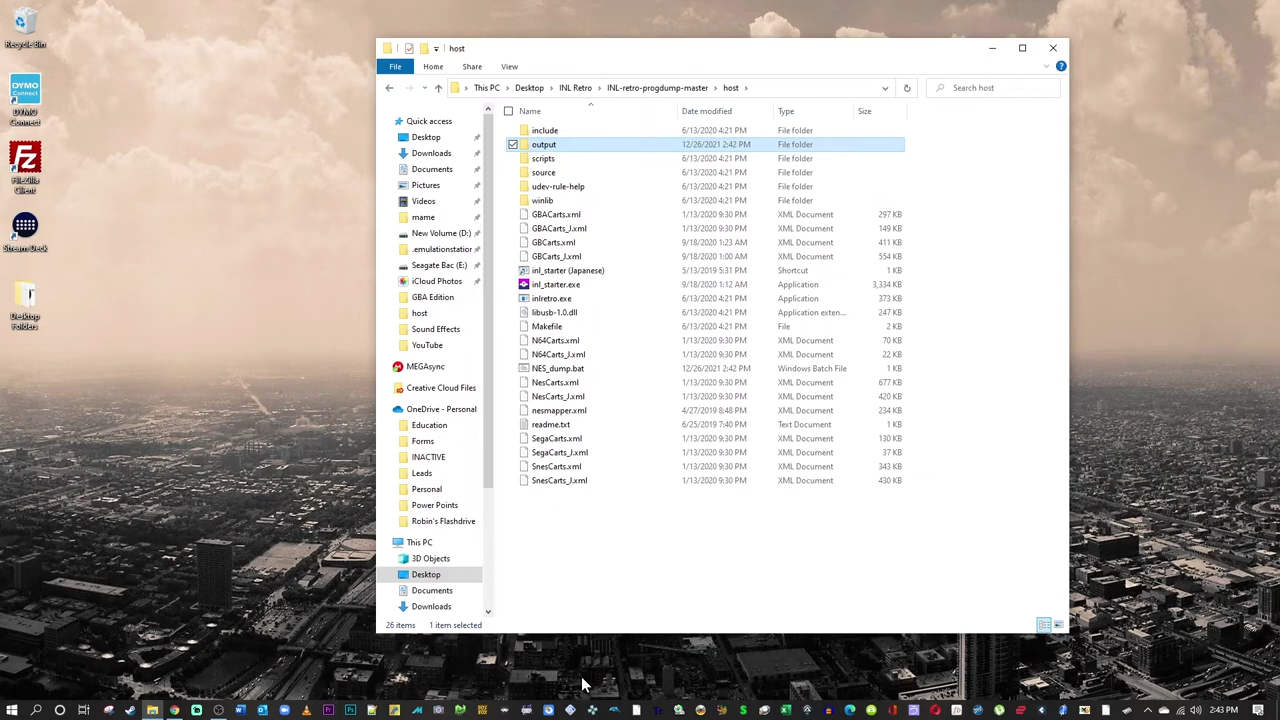 Recycle Bin
DYMO
Connect
DYMO
Connect
FileZilla
Client
Stream Deck
Desktop
Folders
host
File
Home
Share
View
This PC
Desktop
INL Retro
INL-retro-progdump-master
host
Search host
Name
Date modified
Type
Size
Quick access
Desktop
Downloads
Documents
Pictures
Videos
mame
New Volume (D:)
.emulationstation
Seagate Bac (E:)
iCloud Photos
GBA Edition
host
Sound Effects
YouTube
MEGAsync
Creative Cloud Files
OneDrive - Personal
Education
Forms
INACTIVE
Leads
Personal
Power Points
Robin's Flashdrive
This PC
3D Objects
Desktop
Documents
Downloads
include 6/13/2020 4:21 PM File folder
output 12/26/2021 2:42 PM File folder
scripts 6/13/2020 4:21 PM File folder
source 6/13/2020 4:21 PM File folder
udev-rule-help 6/13/2020 4:21 PM File folder
winlib 6/13/2020 4:21 PM File folder
GBACarts.xml 1/13/2020 9:30 PM XML Document 297 KB
GBACarts_J.xml 1/13/2020 9:30 PM XML Document 149 KB
GBCarts.xml 9/18/2020 1:23 AM XML Document 411 KB
GBCarts_J.xml 9/18/2020 1:00 AM XML Document 554 KB
inl_starter (Japanese) 5/13/2019 5:31 PM Shortcut 1 KB
inl_starter.exe 9/18/2020 1:12 AM Application 3,334 KB
inlretro.exe 6/13/2020 4:21 PM Application 373 KB
libusb-1.0.dll 6/13/2020 4:21 PM Application exten... 247 KB
Makefile 6/13/2020 4:21 PM File 2 KB
N64Carts.xml 1/13/2020 9:30 PM XML Document 70 KB
N64Carts_J.xml 1/13/2020 9:30 PM XML Document 22 KB
NES_dump.bat 12/26/2021 2:42 PM Windows Batch File 1 KB
NesCarts.xml 1/13/2020 9:30 PM XML Document 677 KB
NesCarts_J.xml 1/13/2020 9:30 PM XML Document 420 KB
nesmapper.xml 4/27/2019 8:48 PM XML Document 234 KB
readme.txt 6/25/2019 7:40 PM Text Document 1 KB
SegaCarts.xml 1/13/2020 9:30 PM XML Document 130 KB
SegaCarts_J.xml 1/13/2020 9:30 PM XML Document 37 KB
SnesCarts.xml 1/13/2020 9:30 PM XML Document 343 KB
SnesCarts_J.xml 1/13/2020 9:30 PM XML Document 430 KB
26 items
1 item selected
2:43 PM